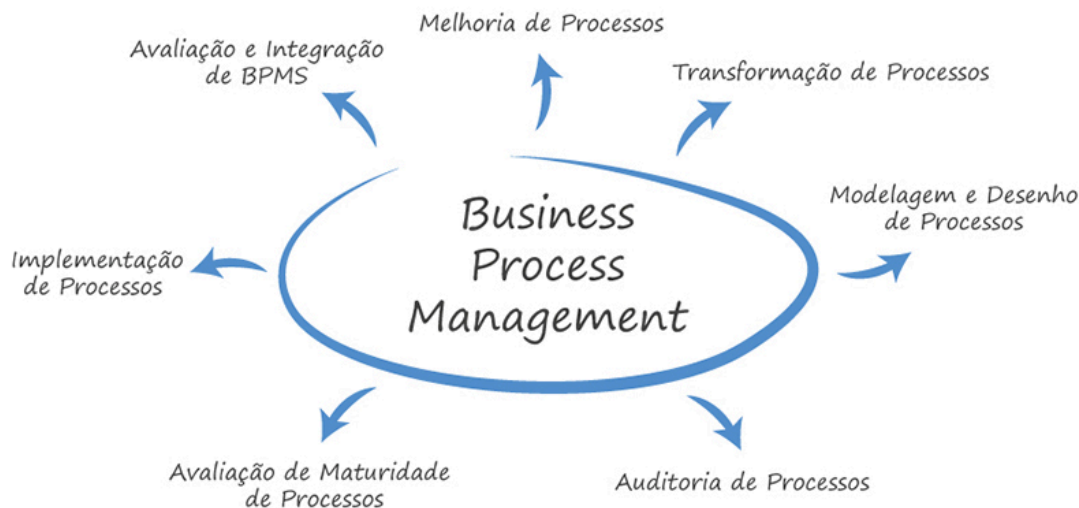 Melhoria de Processos
Avaliação e Integração
de BPMS
Transformação de Processos
Modelagem e Desenho
de Processos
Business
Process
Management
Implementação
de Processos
Avaliação de Maturidade
de Processos
Auditoria de Processos